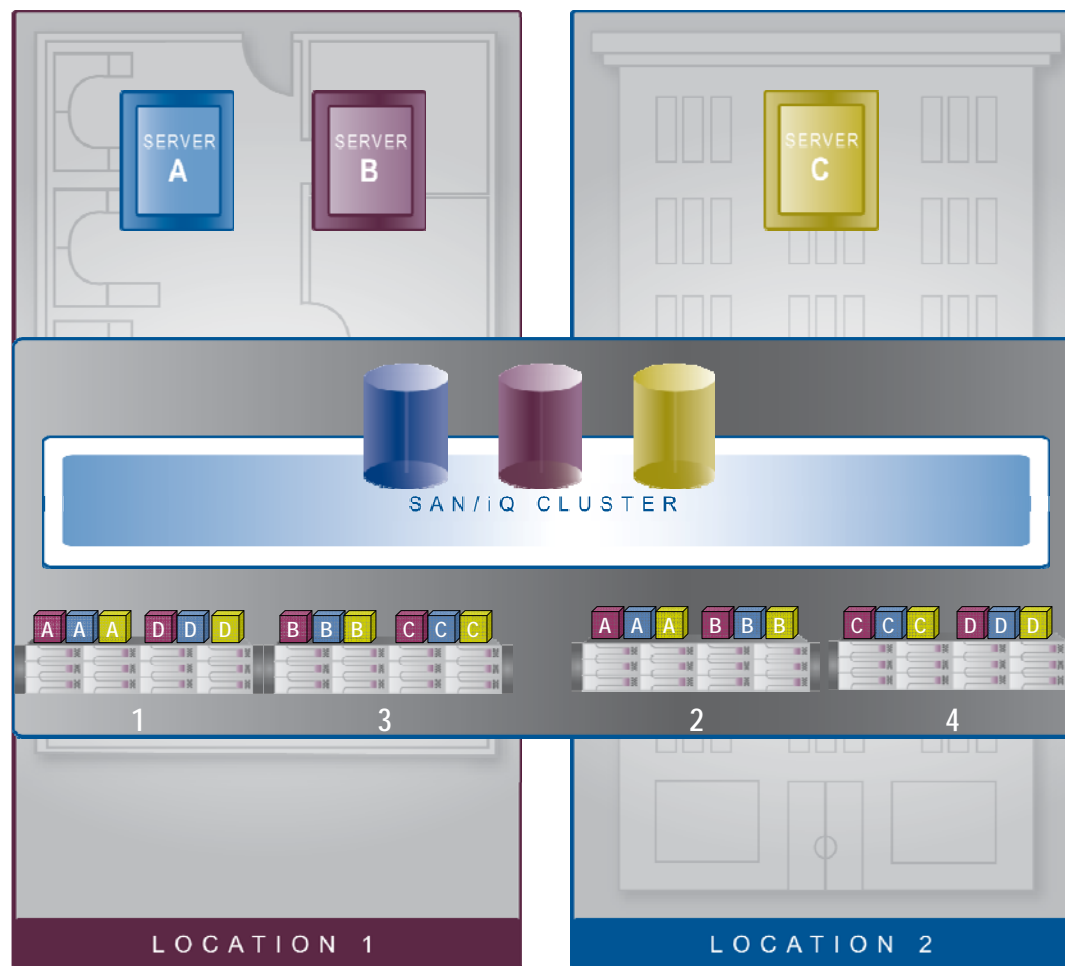 SERVER
A
SERVER
B
SERVER
C
SAN/iQ CLUSTER
A A A D D D
B B B C C C
A A A B B B
C C C D D D
1
3
2
4
LOCATION 1
LOCATION 2